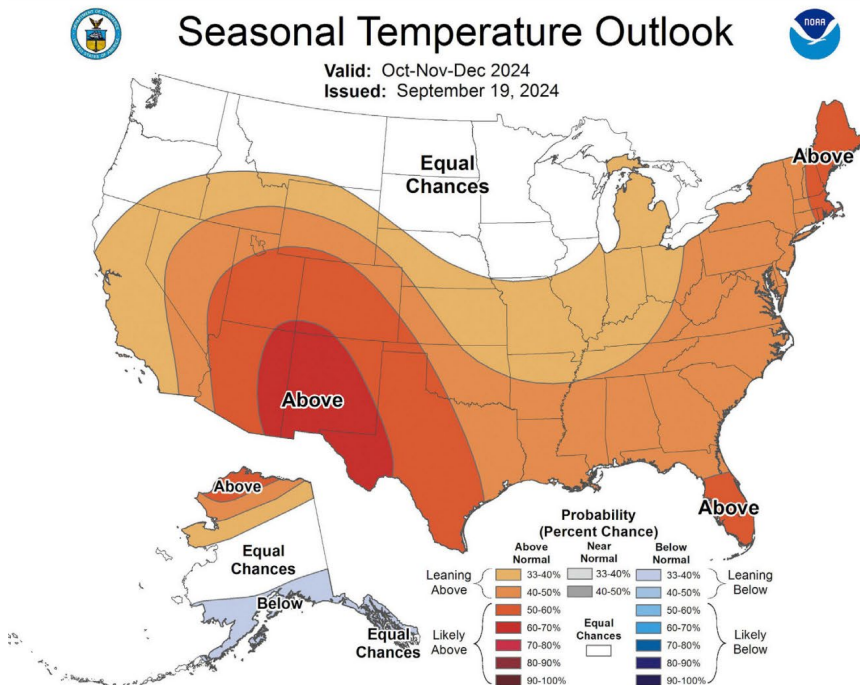 Seasonal Temperature Outlook
NOAA
Valid: Oct-Nov-Dec 2024
Issued: September 19, 2024
Equal
Chances
Above
Above
Above
Above
Equal
Chances
Below
Equal
Chances
Probability
(Percent Chance)
Above
Normal
Near
Normal
Below
Normal
Leaning
Above
33-40%
33-40%
33-40%
Leaning
Below
40-50%
40-50%
40-50%
Likely
Above
50-60%
50-60%
Likely
Below
60-70%
Equal
Chances
60-70%
70-80%
70-80%
80-90%
80-90%
90-100%
90-100%